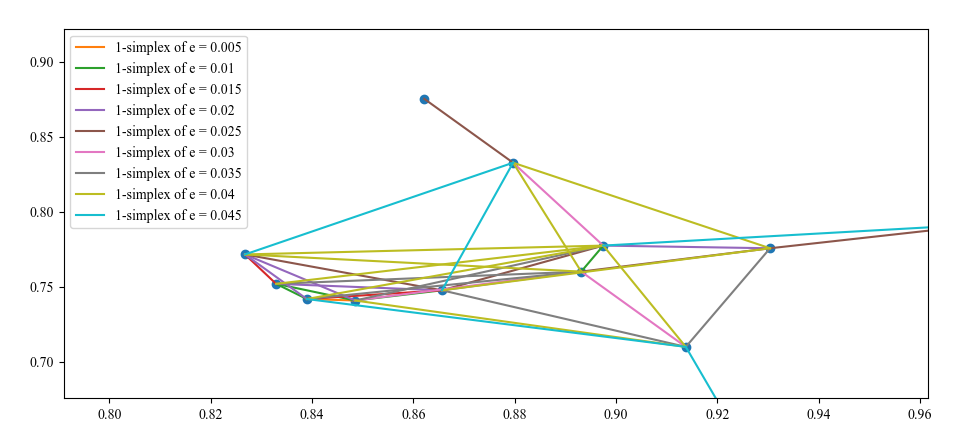 1-simplex of e = 0.005
1-simplex of e = 0.01
1-simplex of e = 0.015
1-simplex of e = 0.02
1-simplex of e = 0.025
1-simplex of e = 0.03
1-simplex of e = 0.035
1-simplex of e = 0.04
1-simplex of e = 0.045
0.90
0.85
0.80
0.75
0.70
0.80 0.82 0.84 0.86 0.88 0.90 0.92 0.94 0.96